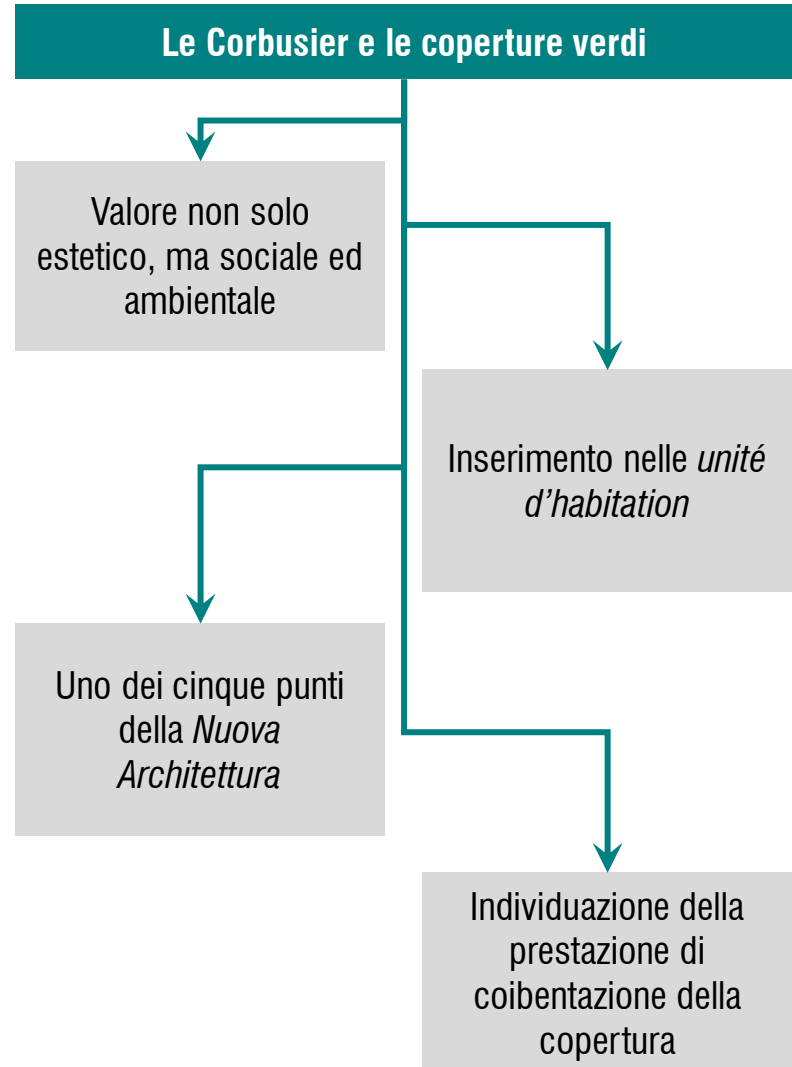 Le Corbusier e le coperture verdi
Valore non solo
estetico, ma sociale ed
ambientale
Inserimento nelle unité
d’habitation
Uno dei cinque punti
della Nuova
Architettura
Individuazione della
prestazione di
coibentazione della
copertura